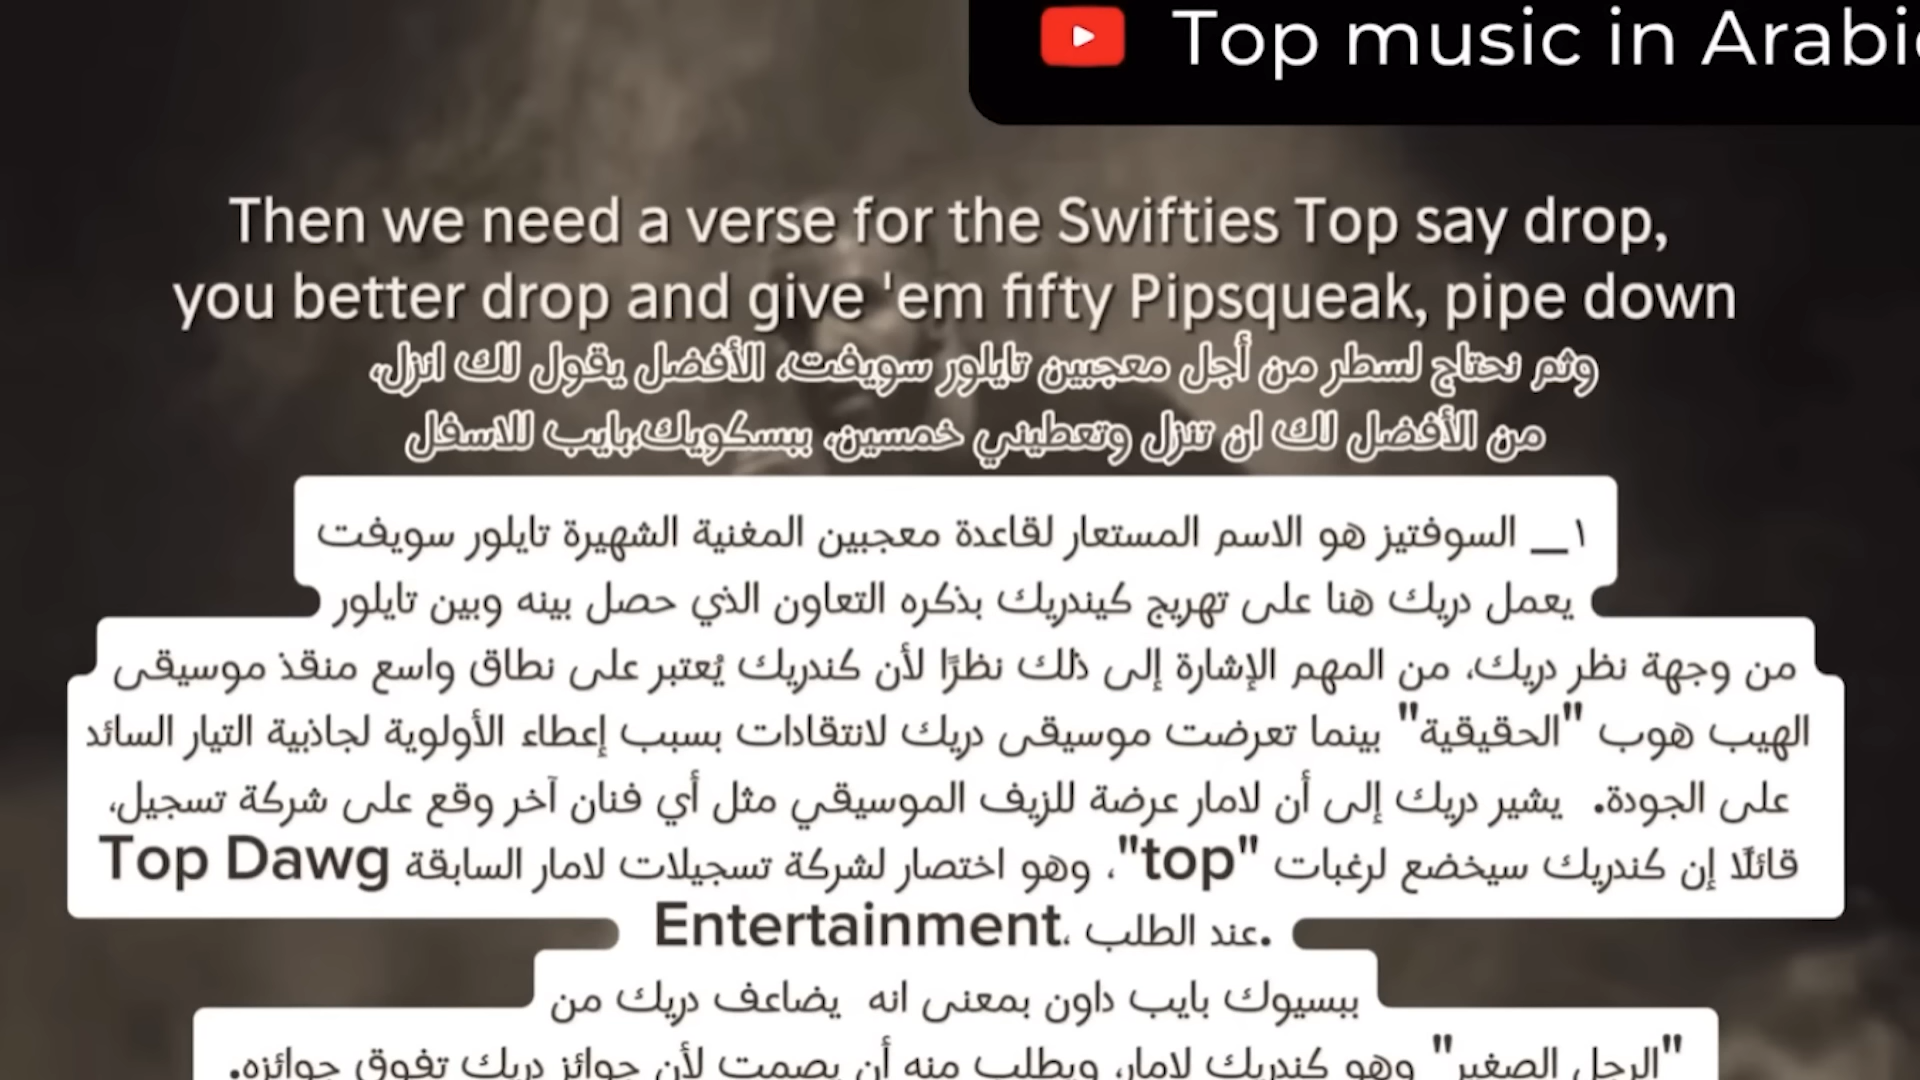 Top music in Arabic
Then we need a verse for the Swifties Top say drop,
you better drop and give 'em fifty Pipsqueak, pipe down
وثم نحتاج لسطر من أجل معجبين تايلور سويفت، الأفضل يقول لك انزل،
من الأفضل لك ان تنزل وتعطيني خمسين، ببسكويك،بايب للاسفل
١__ السوفتيز هو الاسم المستعار لقاعدة معجبين المغنية الشهيرة تايلور سويفت
يعمل دريك هنا على تهريج كيندريك بذكره التعاون الذي حصل بينه وبين تايلور
من وجهة نظر دريك، من المهم الإشارة إلى ذلك نظرًا لأن كندريك يُعتبر على نطاق واسع منقذ موسيقى
الهيب هوب "الحقيقية" بينما تعرضت موسيقى دريك لانتقادات بسبب إعطاء الأولوية لجاذبية التيار السائد
على الجودة. يشير دريك إلى أن لامار عرضة للزيف الموسيقي مثل أي فنان آخر وقع على شركة تسجيل،
قائلًا إن كندريك سيخضع لرغبات "top"، وهو اختصار لشركة تسجيلات لامار السابقة Top Dawg
Entertainment، عند الطلب.
ببسيوك بايب داون بمعنى انه يضاعف دريك من
"الرجل الصغير" وهو كندريك لامار، ويطلب منه أن يصمت لأن جوائز دريك تفوق جوائزه.